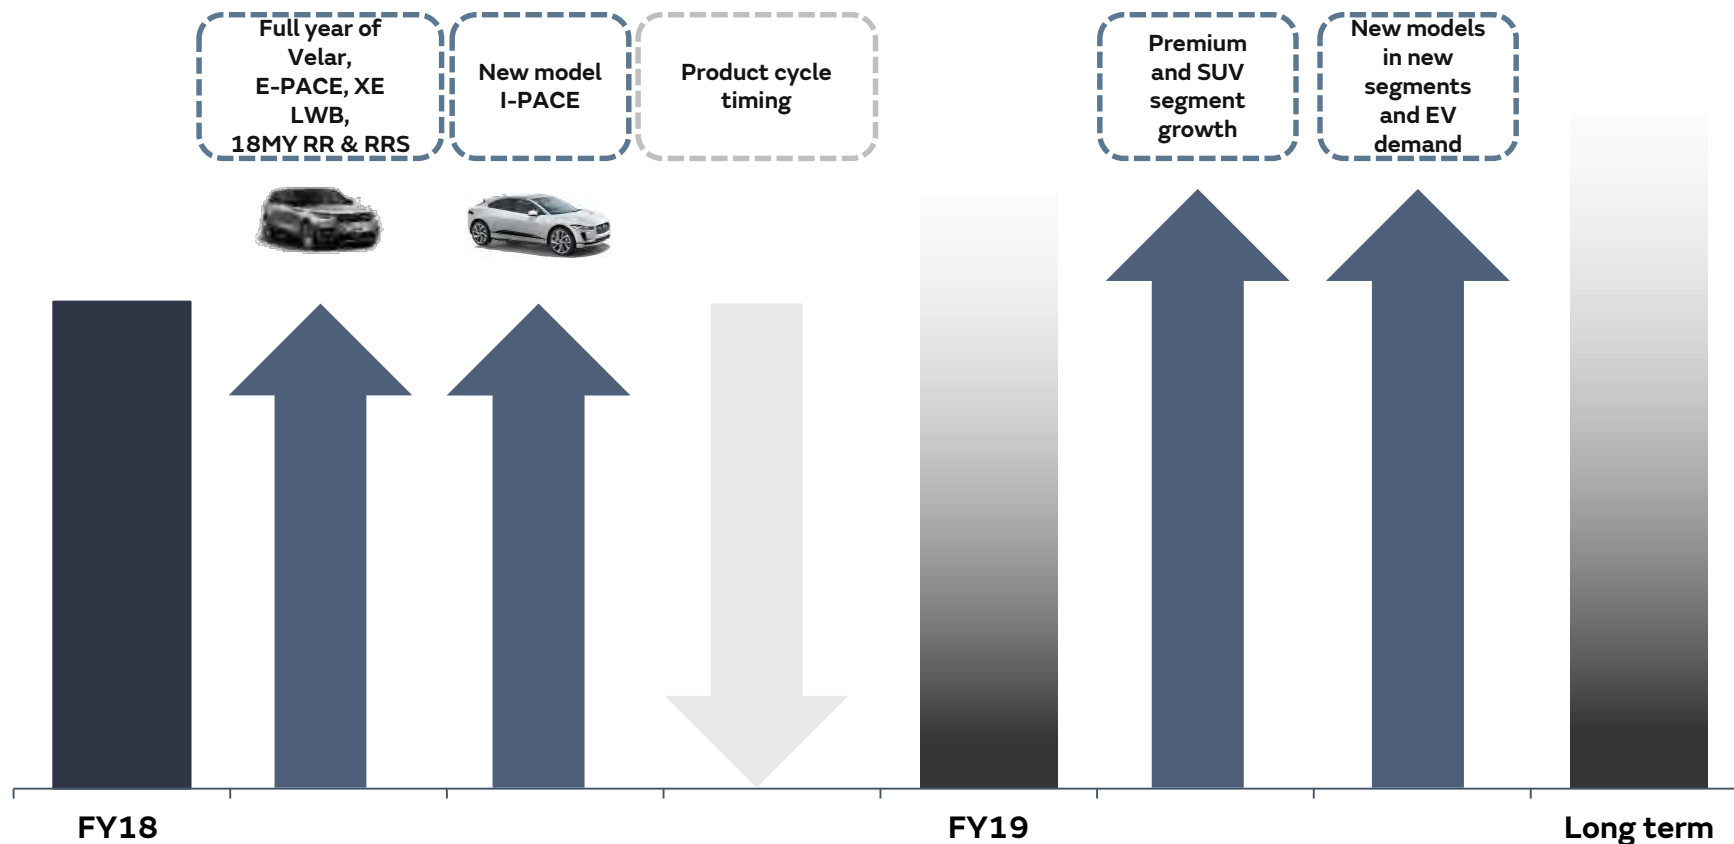 Full year of
Velar,
E-PACE, XE
LWB,
18MY RR & RRS
New model
I-PACE
Product cycle
timing
Premium
and SUV
segment
growth
New models
in new
segments
and EV
demand
FY18
FY19
Long term